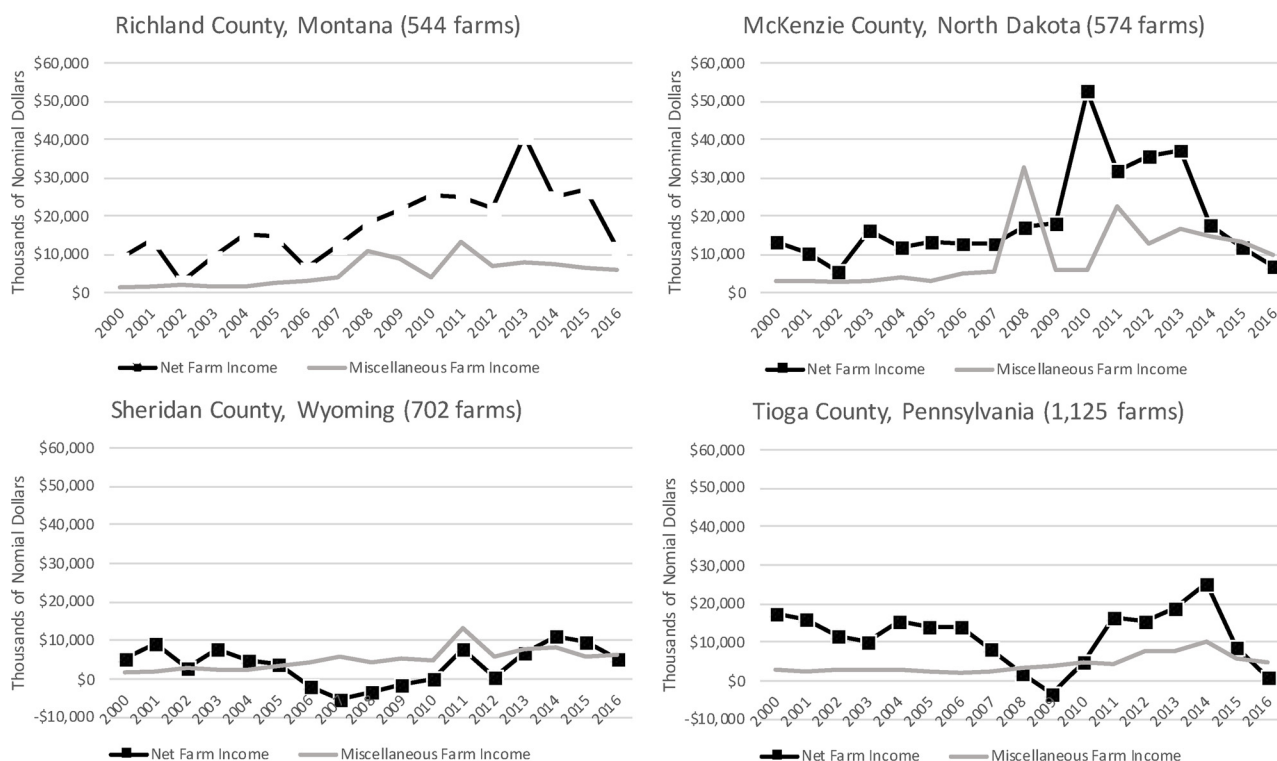 Richland County, Montana (544 farms)
Thousands of Nominal Dollars
$60,000
$50,000
$40,000
$30,000
$20,000
$10,000
$0
2000 2001 2002 2003 2004 2005 2006 2007 2008 2009 2010 2011 2012 2013 2014 2015 2016
Net Farm Income Miscellaneous Farm Income
McKenzie County, North Dakota (574 farms)
Thousands of Nominal Dollars
$60,000
$50,000
$40,000
$30,000
$20,000
$10,000
$0
2000 2001 2002 2003 2004 2005 2006 2007 2008 2009 2010 2011 2012 2013 2014 2015 2016
Net Farm Income Miscellaneous Farm Income
Sheridan County, Wyoming (702 farms)
Thousands of Nomial Dollars
$60,000
$50,000
$40,000
$30,000
$20,000
$10,000
$0
-$10,000
2000 2001 2002 2003 2004 2005 2006 2007 2008 2009 2010 2011 2012 2013 2014 2015 2016
Net Farm Income Miscellaneous Farm Income
Tioga County, Pennsylvania (1,125 farms)
Thousands of Nominal Dollars
$60,000
$50,000
$40,000
$30,000
$20,000
$10,000
$0
-$10,000
2000 2001 2002 2003 2004 2005 2006 2007 2008 2009 2010 2011 2012 2013 2014 2015 2016
Net Farm Income Miscellaneous Farm Income